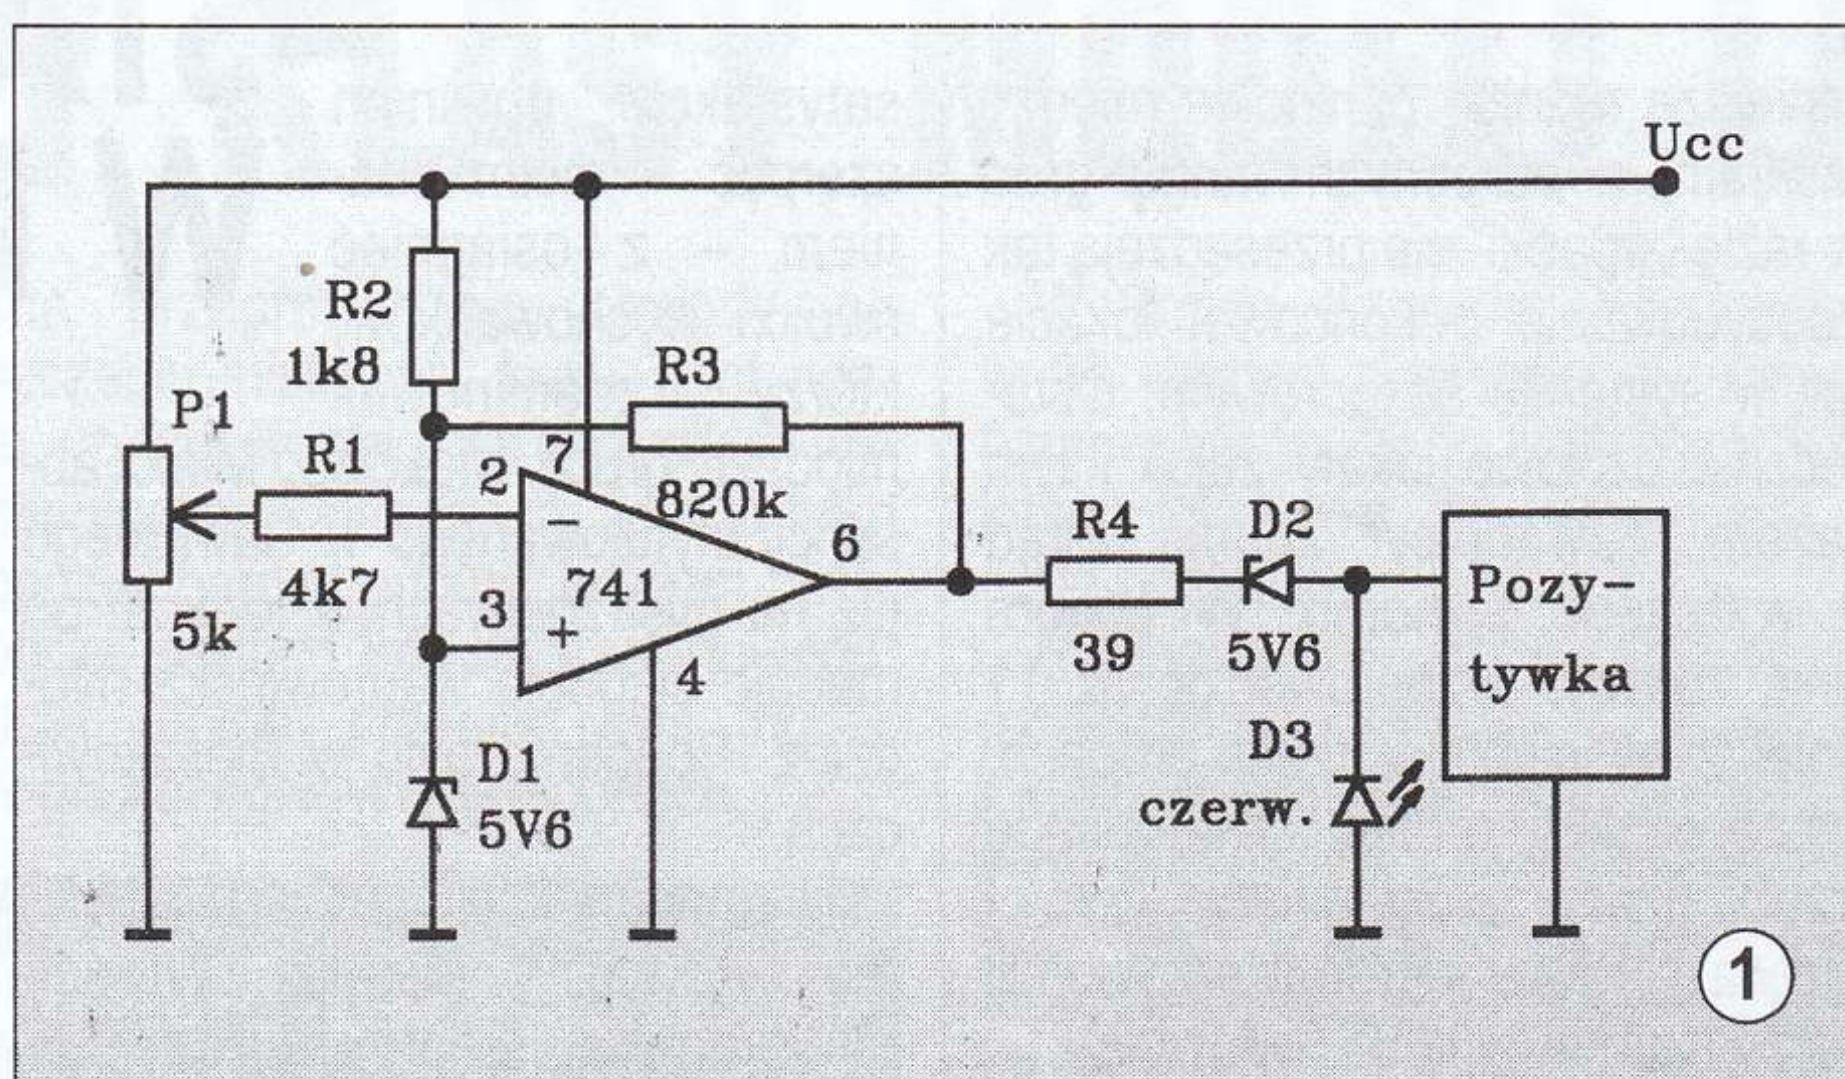 Ucc
R2
1k8
R3
820k
P1
5k
R1
4k7
2
7
3
-
+
741
6
4
R4
39
D2
5V6
Pozy-
tywka
D1
5V6
D3
czerw.
1